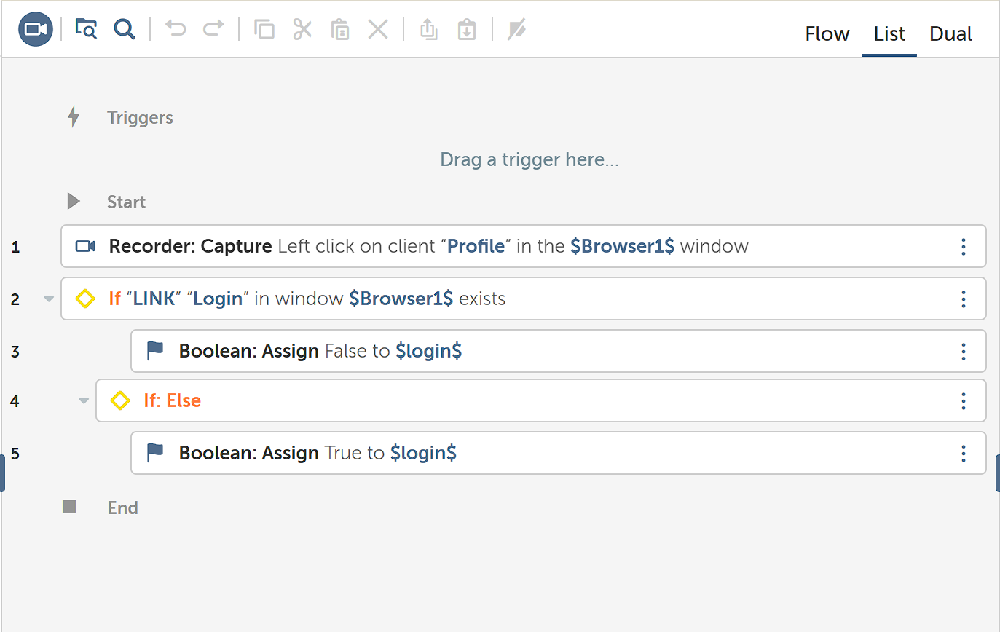 Flow List Dual
Triggers
Drag a trigger here...
Start
1 Recorder: Capture Left click on client “Profile” in the $Browser1$ window
2 If “LINK” “Login” in window $Browser1$ exists
3 Boolean: Assign False to $login$
4 If: Else
5 Boolean: Assign True to $login$
End